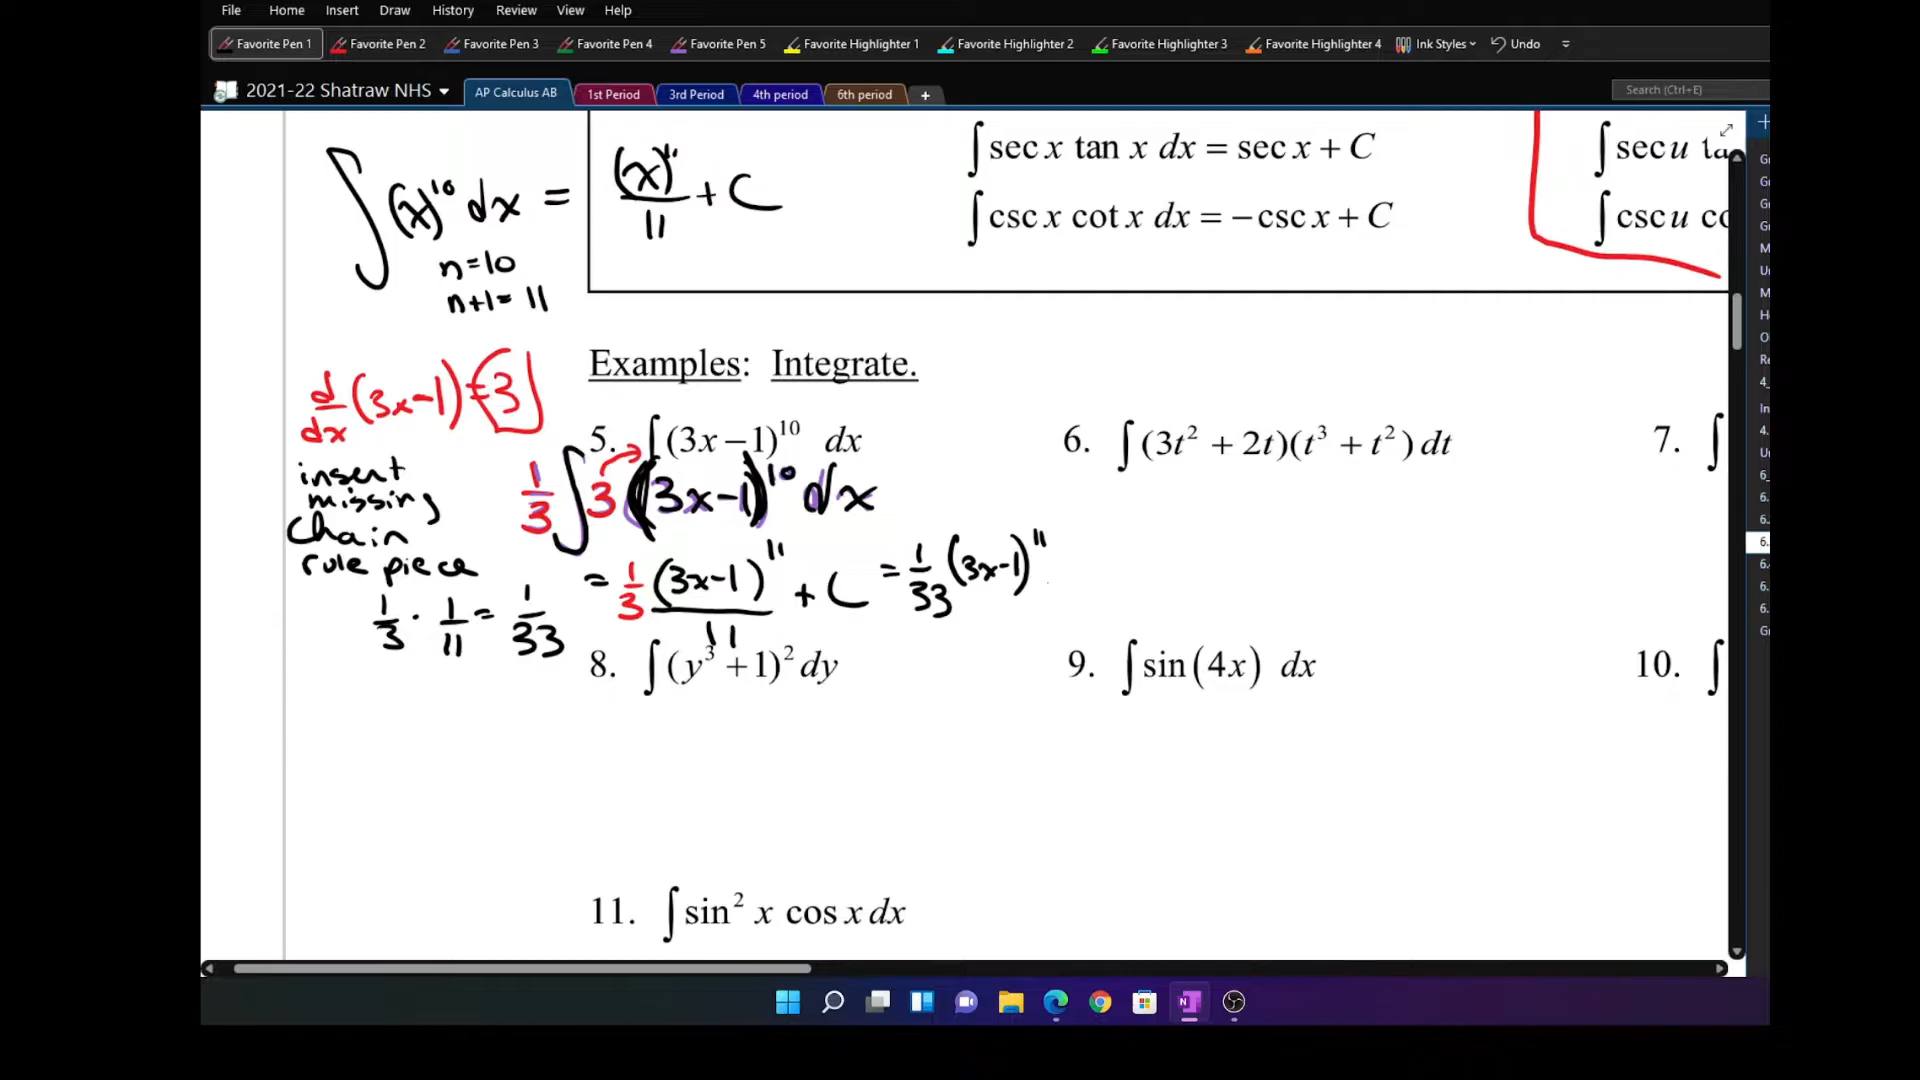 File Home Insert Draw History Review View Help
Favorite Pen 1 Favorite Pen 2 Favorite Pen 3 Favorite Pen 4 Favorite Pen 5 Favorite Highlighter 1 Favorite Highlighter 2 Favorite Highlighter 3 Favorite Highlighter 4 Ink Styles Undo
2021-22 Shatraw NHS AP Calculus AB 1st Period 3rd Period 4th period 6th period + Search (Ctrl+E)
∫(x)^10 dx = (x)^11/11 + C
n=10
n+1=11
∫sec x tan x dx = sec x + C
∫csc x cot x dx = −csc x + C
∫sec u ta
∫csc u co
Examples: Integrate.
d/dx (3x−1) = 3
insert
missing
chain
rule piece
1/3 · 1/11 = 1/33
5. ∫(3x−1)^10 dx
1/3 ∫ 3 (3x−1)^10 dx
= 1/3 (3x−1)^11/11 + C = 1/33 (3x−1)^11
6. ∫(3t² + 2t)(t³ + t²) dt
7. ∫
8. ∫(y³ + 1)² dy
9. ∫sin(4x) dx
10. ∫
11. ∫sin² x cos x dx